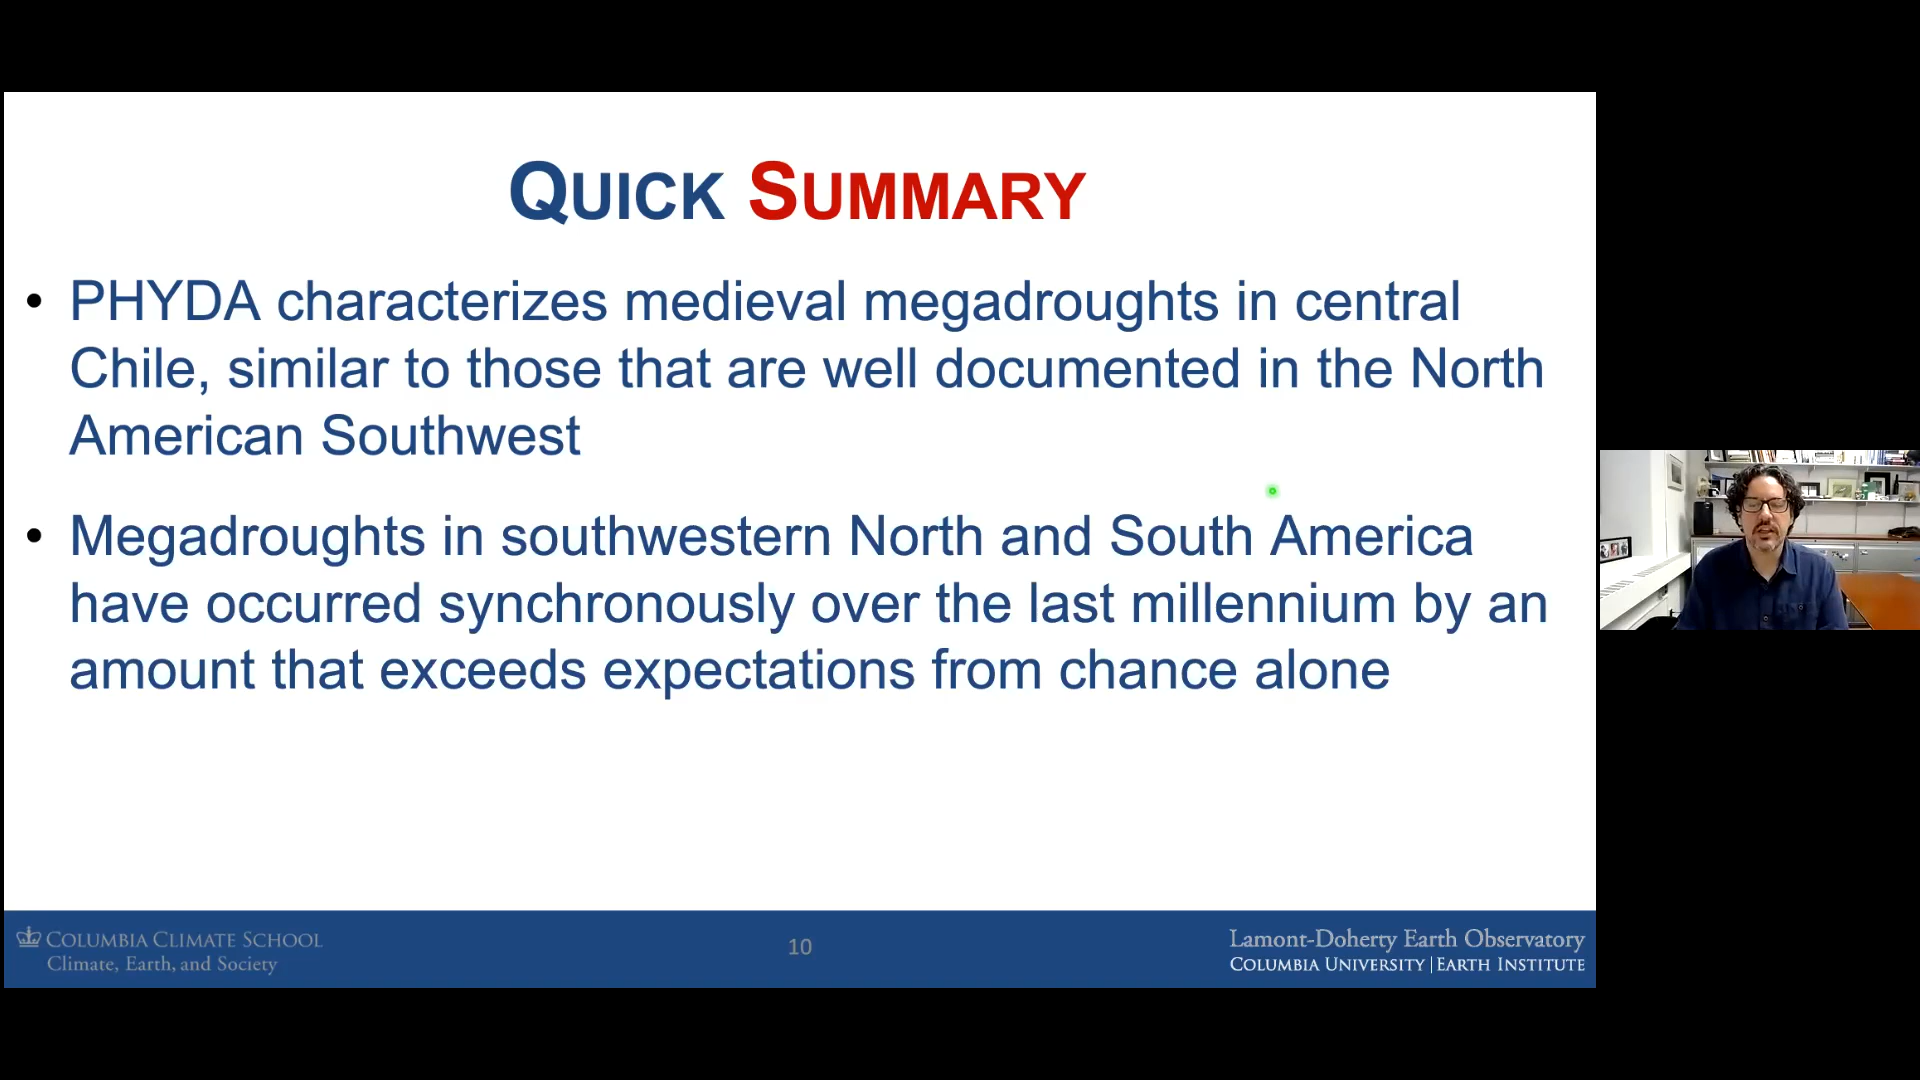 QUICK SUMMARY
• PHYDA characterizes medieval megadroughts in central
Chile, similar to those that are well documented in the North
American Southwest
• Megadroughts in southwestern North and South America
have occurred synchronously over the last millennium by an
amount that exceeds expectations from chance alone
COLUMBIA CLIMATE SCHOOL
Climate, Earth, and Society
10
Lamont-Doherty Earth Observatory
COLUMBIA UNIVERSITY | EARTH INSTITUTE